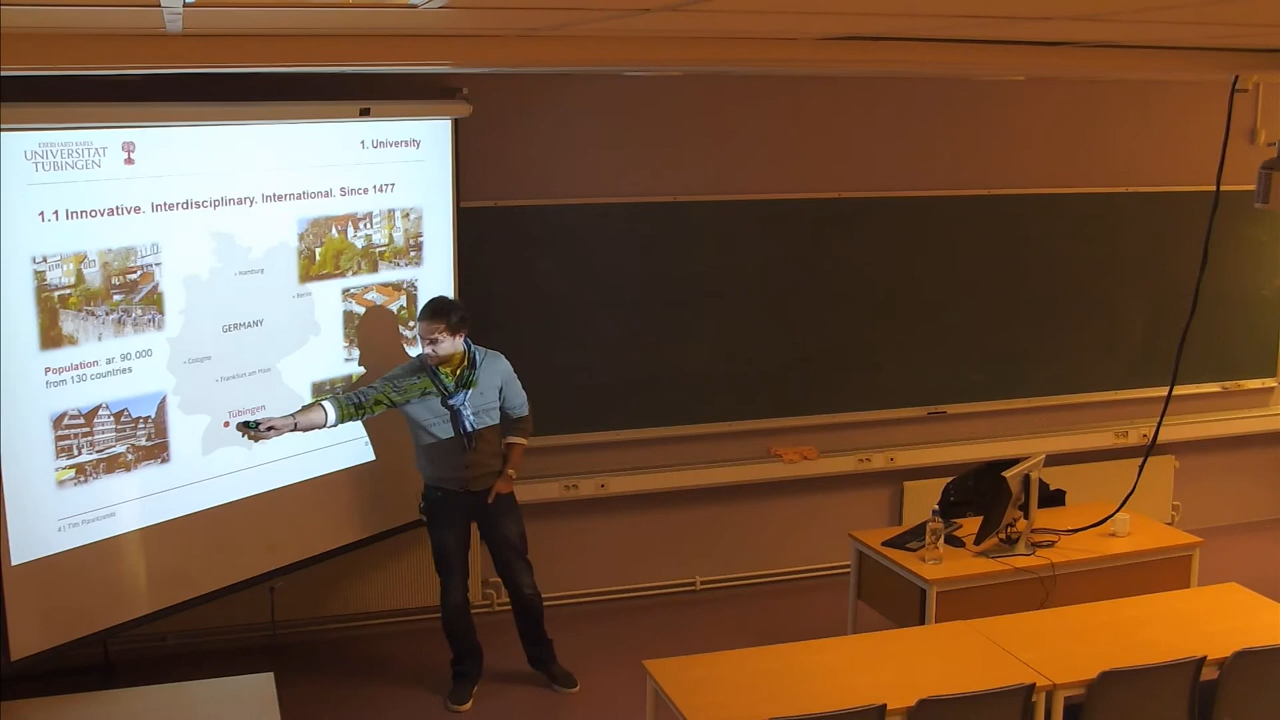 EBERHARD KARLS
UNIVERSITÄT
TÜBINGEN
1. University
1.1 Innovative. Interdisciplinary. International. Since 1477
Hamburg
Berlin
GERMANY
Cologne
Frankfurt am Main
Tübingen
Population: ar. 90,000
from 130 countries
4 |